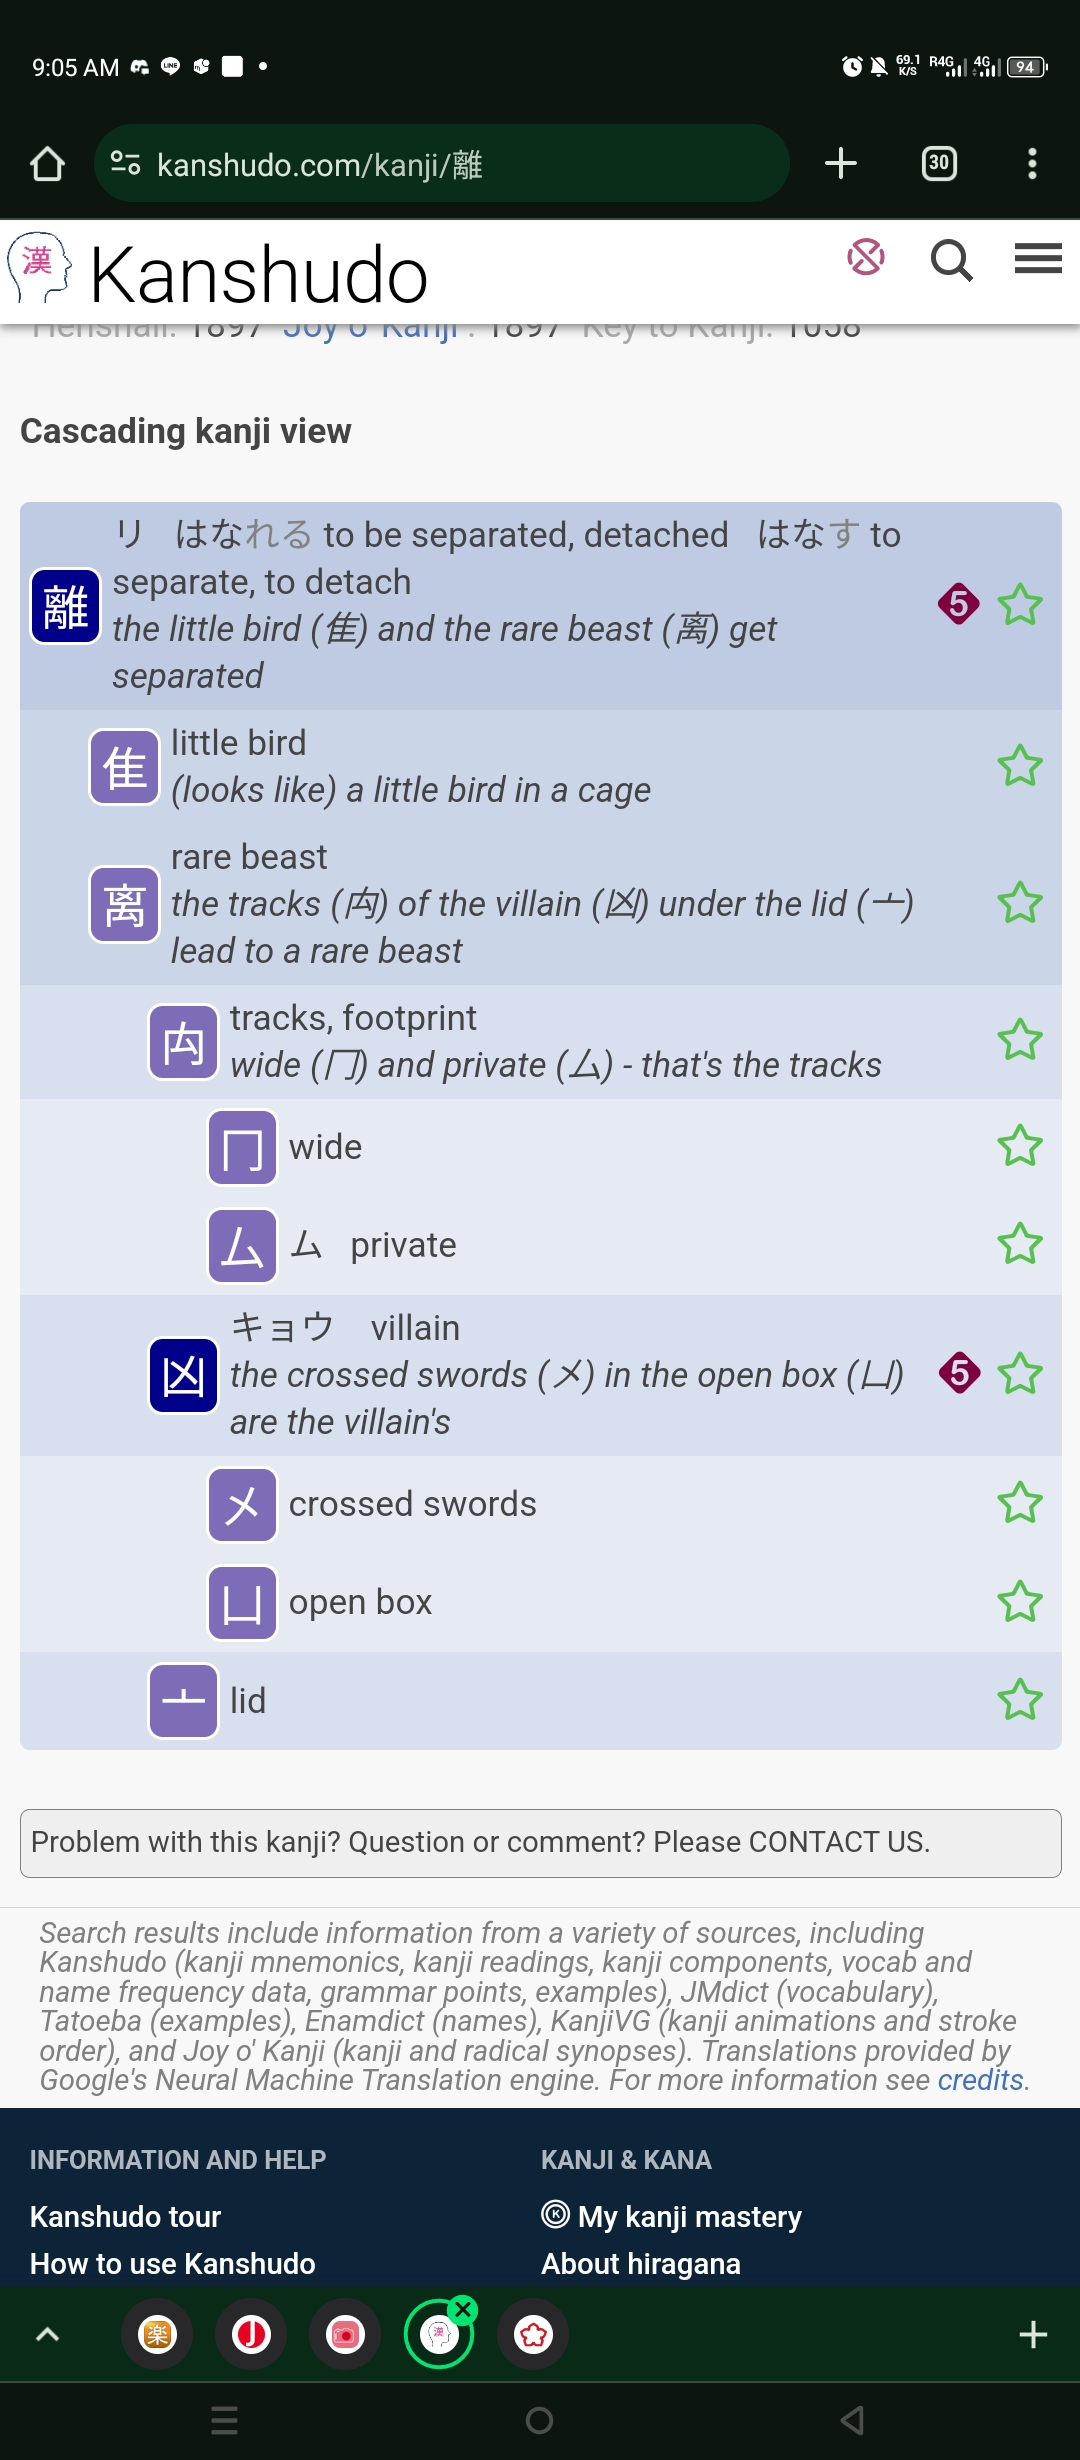 9:05 AM
69.1 K/S R4G 4G 94
kanshudo.com/kanji/離
30
漢 Kanshudo
Henshall: 1897 Joy o' Kanji: 1897 Key to Kanji: 1058
Cascading kanji view
リ はなれる to be separated, detached はなす to
separate, to detach
離
the little bird (隹) and the rare beast (离) get
separated
5
隹 little bird
(looks like) a little bird in a cage
rare beast
离 the tracks (禸) of the villain (凶) under the lid (亠)
lead to a rare beast
禸 tracks, footprint
wide (冂) and private (厶) - that's the tracks
冂 wide
厶 ム private
キョウ villain
凶 the crossed swords (㐅) in the open box (凵)
are the villain's
5
㐅 crossed swords
凵 open box
亠 lid
Problem with this kanji? Question or comment? Please CONTACT US.
Search results include information from a variety of sources, including
Kanshudo (kanji mnemonics, kanji readings, kanji components, vocab and
name frequency data, grammar points, examples), JMdict (vocabulary),
Tatoeba (examples), Enamdict (names), KanjiVG (kanji animations and stroke
order), and Joy o' Kanji (kanji and radical synopses). Translations provided by
Google's Neural Machine Translation engine. For more information see credits.
INFORMATION AND HELP
Kanshudo tour
How to use Kanshudo
KANJI & KANA
K My kanji mastery
About hiragana
楽 J 漢